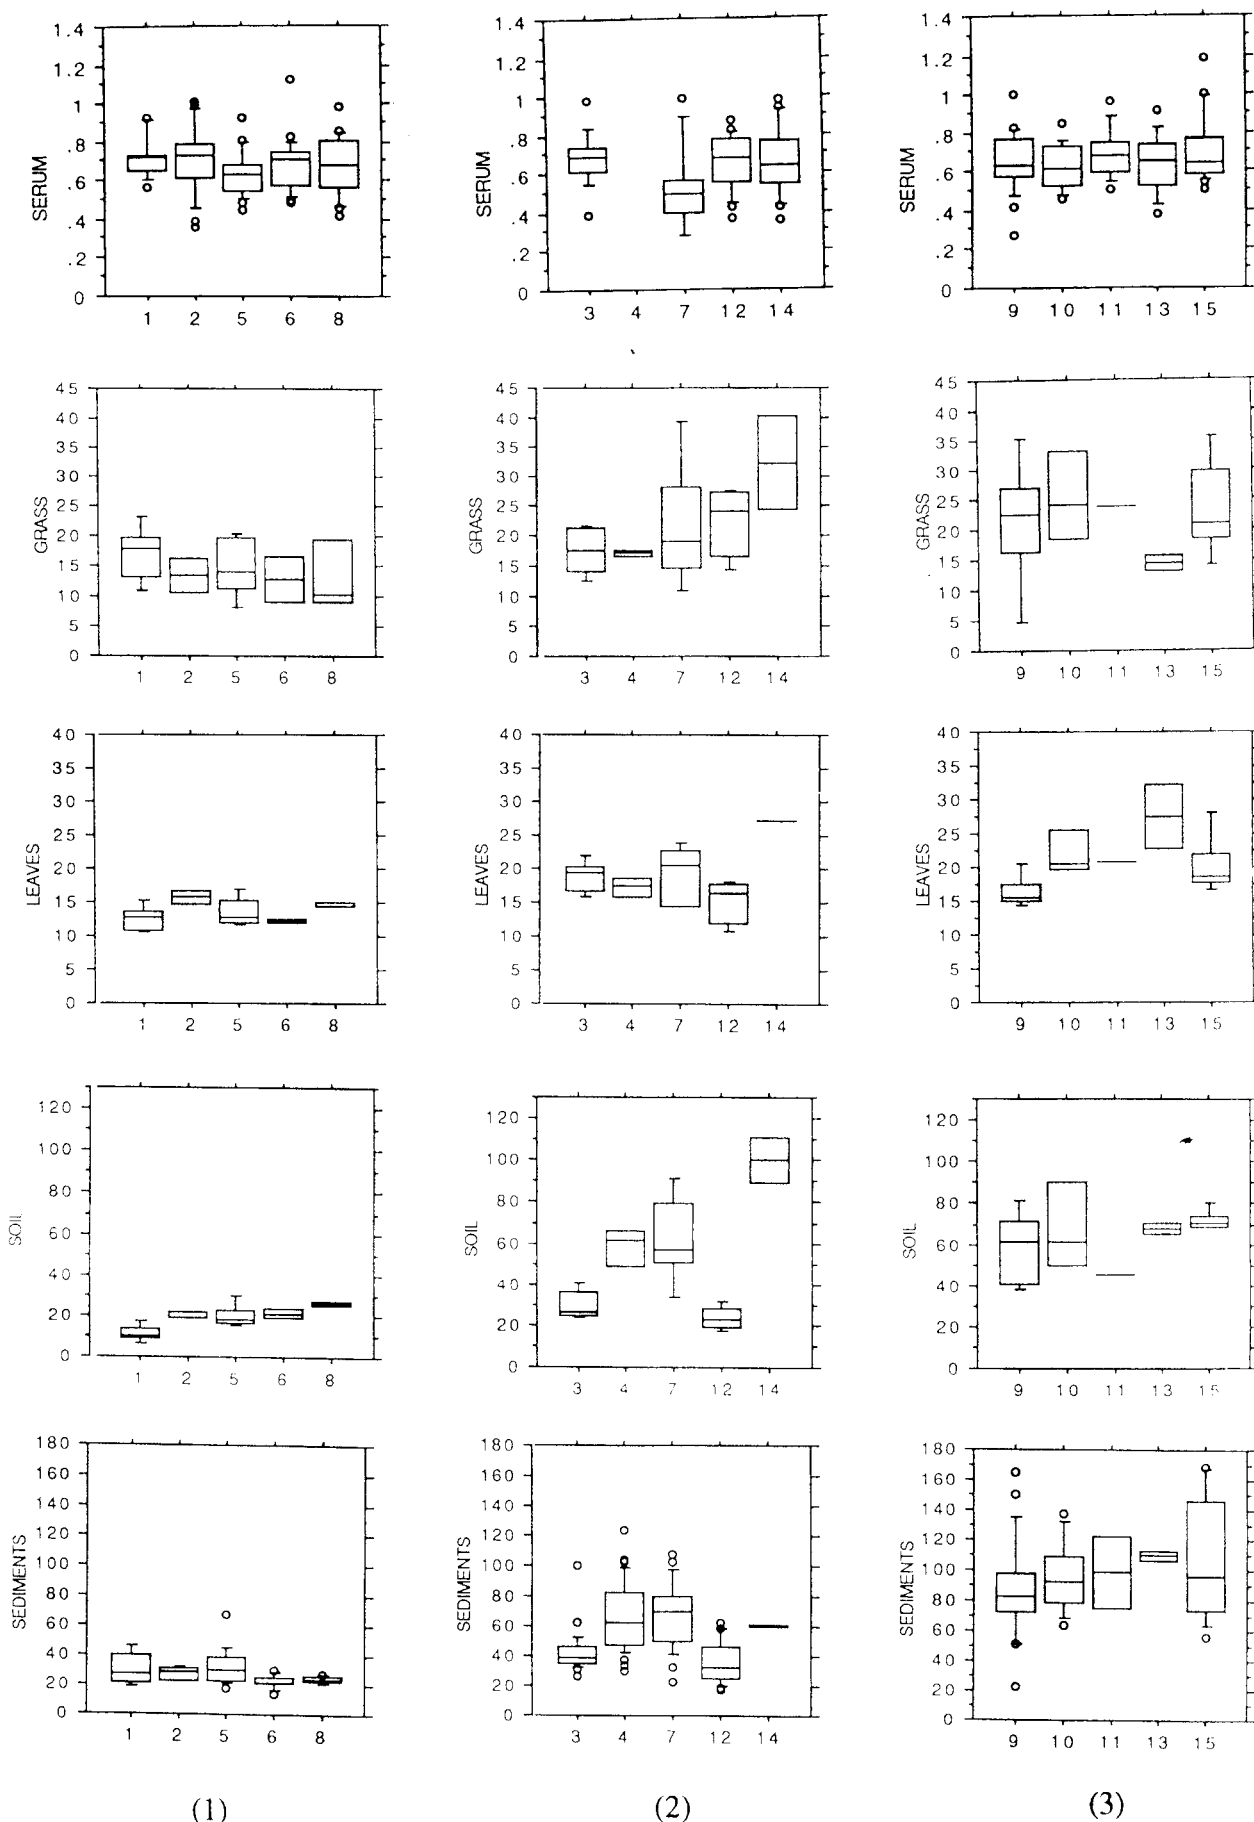 1.4 1.2 1 .8 .6 .4 .2 0
SERUM
1 2 5 6 8
1.4 1.2 1 .8 .6 .4 .2 0
SERUM
3 4 7 12 14
1.4 1.2 1 .8 .6 .4 .2 0
SERUM
9 10 11 13 15
45 40 35 30 25 20 15 10 5 0
GRASS
1 2 5 6 8
45 40 35 30 25 20 15 10 5 0
GRASS
3 4 7 12 14
45 40 35 30 25 20 15 10 5 0
GRASS
9 10 11 13 15
40 35 30 25 20 15 10 5 0
LEAVES
1 2 5 6 8
40 35 30 25 20 15 10 5 0
LEAVES
3 4 7 12 14
40 35 30 25 20 15 10 5 0
LEAVES
9 10 11 13 15
120 100 80 60 40 20 0
SOIL
1 2 5 6 8
120 100 80 60 40 20 0
SOIL
3 4 7 12 14
120 100 80 60 40 20 0
SOIL
9 10 11 13 15
180 160 140 120 100 80 60 40 20 0
SEDIMENTS
1 2 5 6 8
180 160 140 120 100 80 60 40 20 0
SEDIMENTS
3 4 7 12 14
180 160 140 120 100 80 60 40 20 0
SEDIMENTS
9 10 11 13 15
(1) (2) (3)